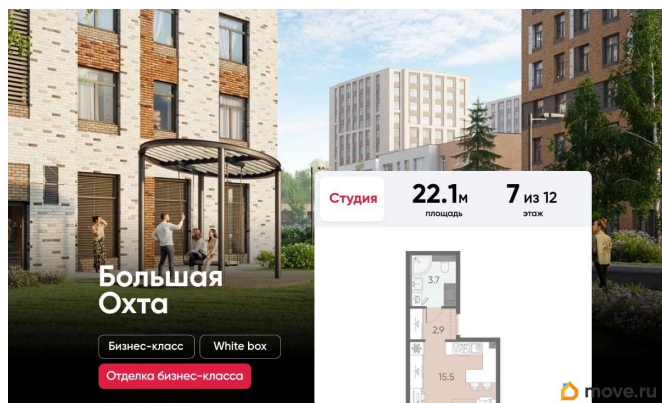 Студия
22.1м
площадь
7 из 12
этаж
Большая
Охта
Бизнес-класс
White box
Отделка бизнес-класса
3.7
2.9
15.5
move.ru